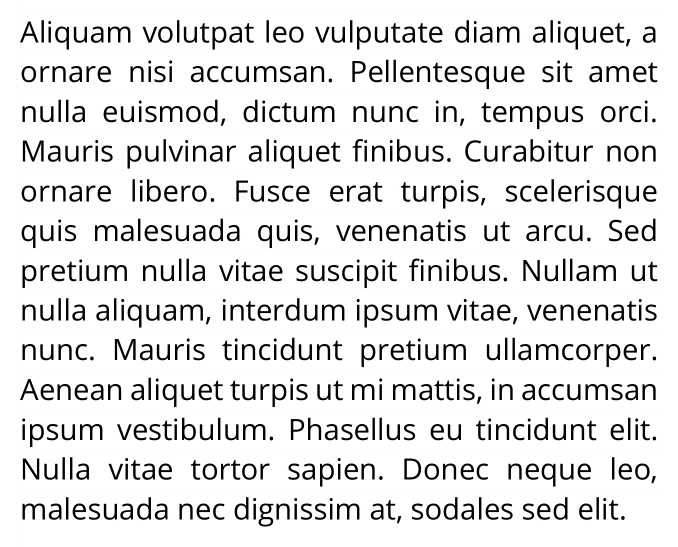 Aliquam volutpat leo vulputate diam aliquet, a
ornare nisi accumsan. Pellentesque sit amet
nulla euismod, dictum nunc in, tempus orci.
Mauris pulvinar aliquet finibus. Curabitur non
ornare libero. Fusce erat turpis, scelerisque
quis malesuada quis, venenatis ut arcu. Sed
pretium nulla vitae suscipit finibus. Nullam ut
nulla aliquam, interdum ipsum vitae, venenatis
nunc. Mauris tincidunt pretium ullamcorper.
Aenean aliquet turpis ut mi mattis, in accumsan
ipsum vestibulum. Phasellus eu tincidunt elit.
Nulla vitae tortor sapien. Donec neque leo,
malesuada nec dignissim at, sodales sed elit.